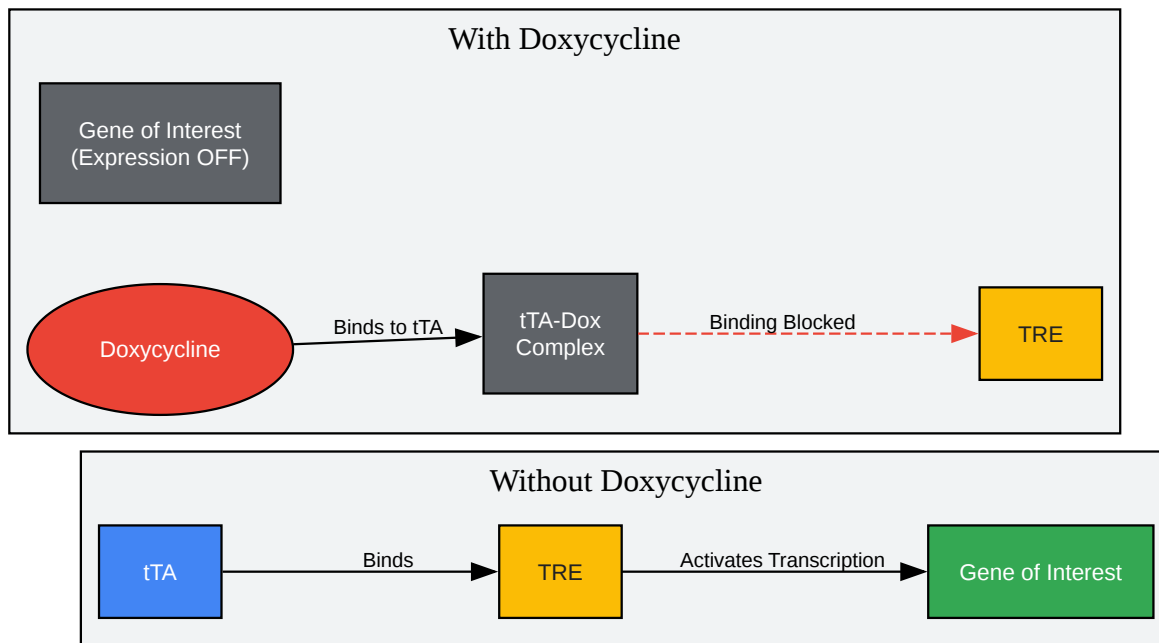 With Doxycycline
Gene of Interest
(Expression OFF)
Doxycycline
Binds to tTA
tTA-Dox
Complex
Binding Blocked
TRE
Without Doxycycline
tTA
Binds
TRE
Activates Transcription
Gene of Interest